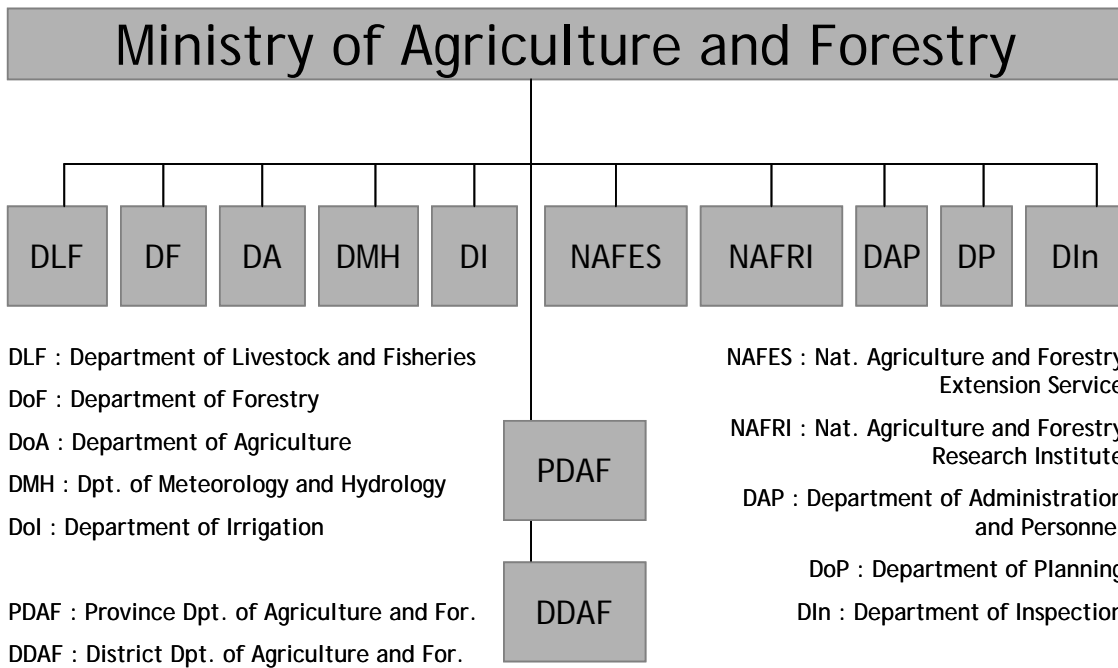 Ministry of Agriculture and Forestry
DLF
DF
DA
DMH
DI
NAFES
NAFRI
DAP
DP
DIn
DLF : Department of Livestock and Fisheries
DoF : Department of Forestry
DoA : Department of Agriculture
DMH : Dpt. of Meteorology and Hydrology
DoI : Department of Irrigation
PDAF : Province Dpt. of Agriculture and For.
DDAF : District Dpt. of Agriculture and For.
PDAF
DDAF
NAFES : Nat. Agriculture and Forestry
Extension Service
NAFRI : Nat. Agriculture and Forestry
Research Institute
DAP : Department of Administration
and Personne
DoP : Department of Planning
DIn : Department of Inspection